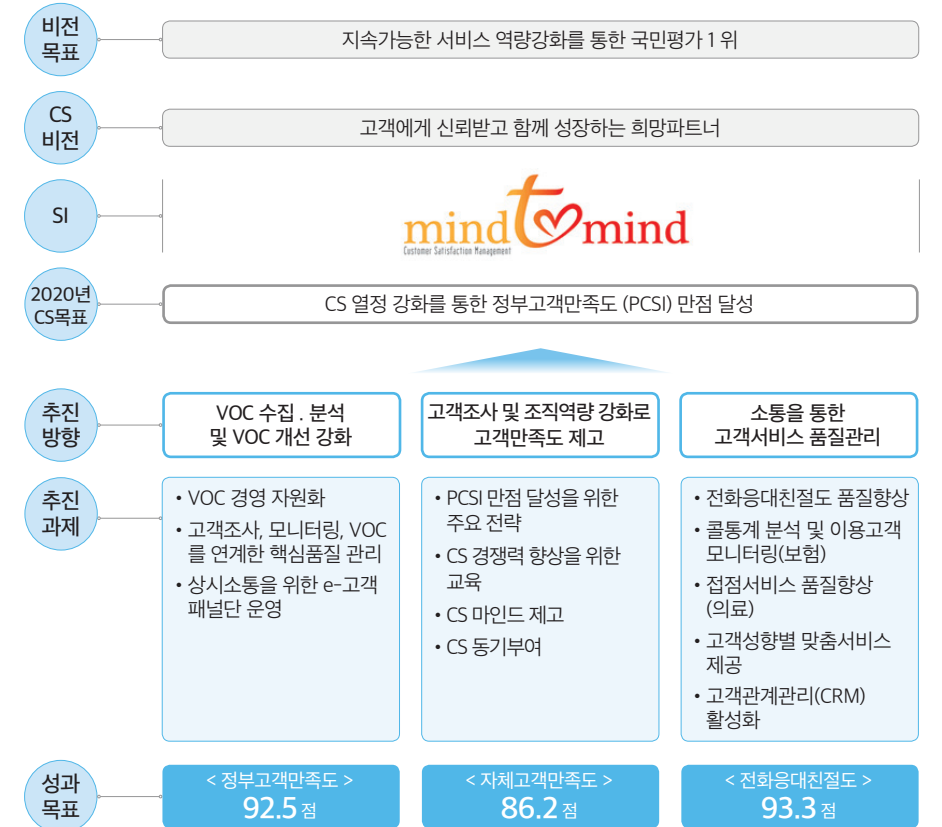 비전
목표
지속가능한 서비스 역량강화를 통한 국민평가 1 위
CS
비전
고객에게 신뢰받고 함께 성장하는 희망파트너
SI
mind to mind
Customer Satisfaction Management
2020년
CS목표
CS 열정 강화를 통한 정부고객만족도 (PCSI) 만점 달성
추진
방향
VOC 수집 . 분석
및 VOC 개선 강화
고객조사 및 조직역량 강화로
고객만족도 제고
소통을 통한
고객서비스 품질관리
추진
과제
• VOC 경영 자원화
• 고객조사, 모니터링, VOC
를 연계한 핵심품질 관리
• 상시소통을 위한 e-고객
패널단 운영
• PCSI 만점 달성을 위한
주요 전략
• CS 경쟁력 향상을 위한
교육
• CS 마인드 제고
• CS 동기부여
• 전화응대친절도 품질향상
• 콜통계 분석 및 이용고객
모니터링(보험)
• 접점서비스 품질향상
(의료)
• 고객성향별 맞춤서비스
제공
• 고객관계관리(CRM)
활성화
성과
목표
< 정부고객만족도 >
92.5 점
< 자체고객만족도 >
86.2 점
< 전화응대친절도 >
93.3 점